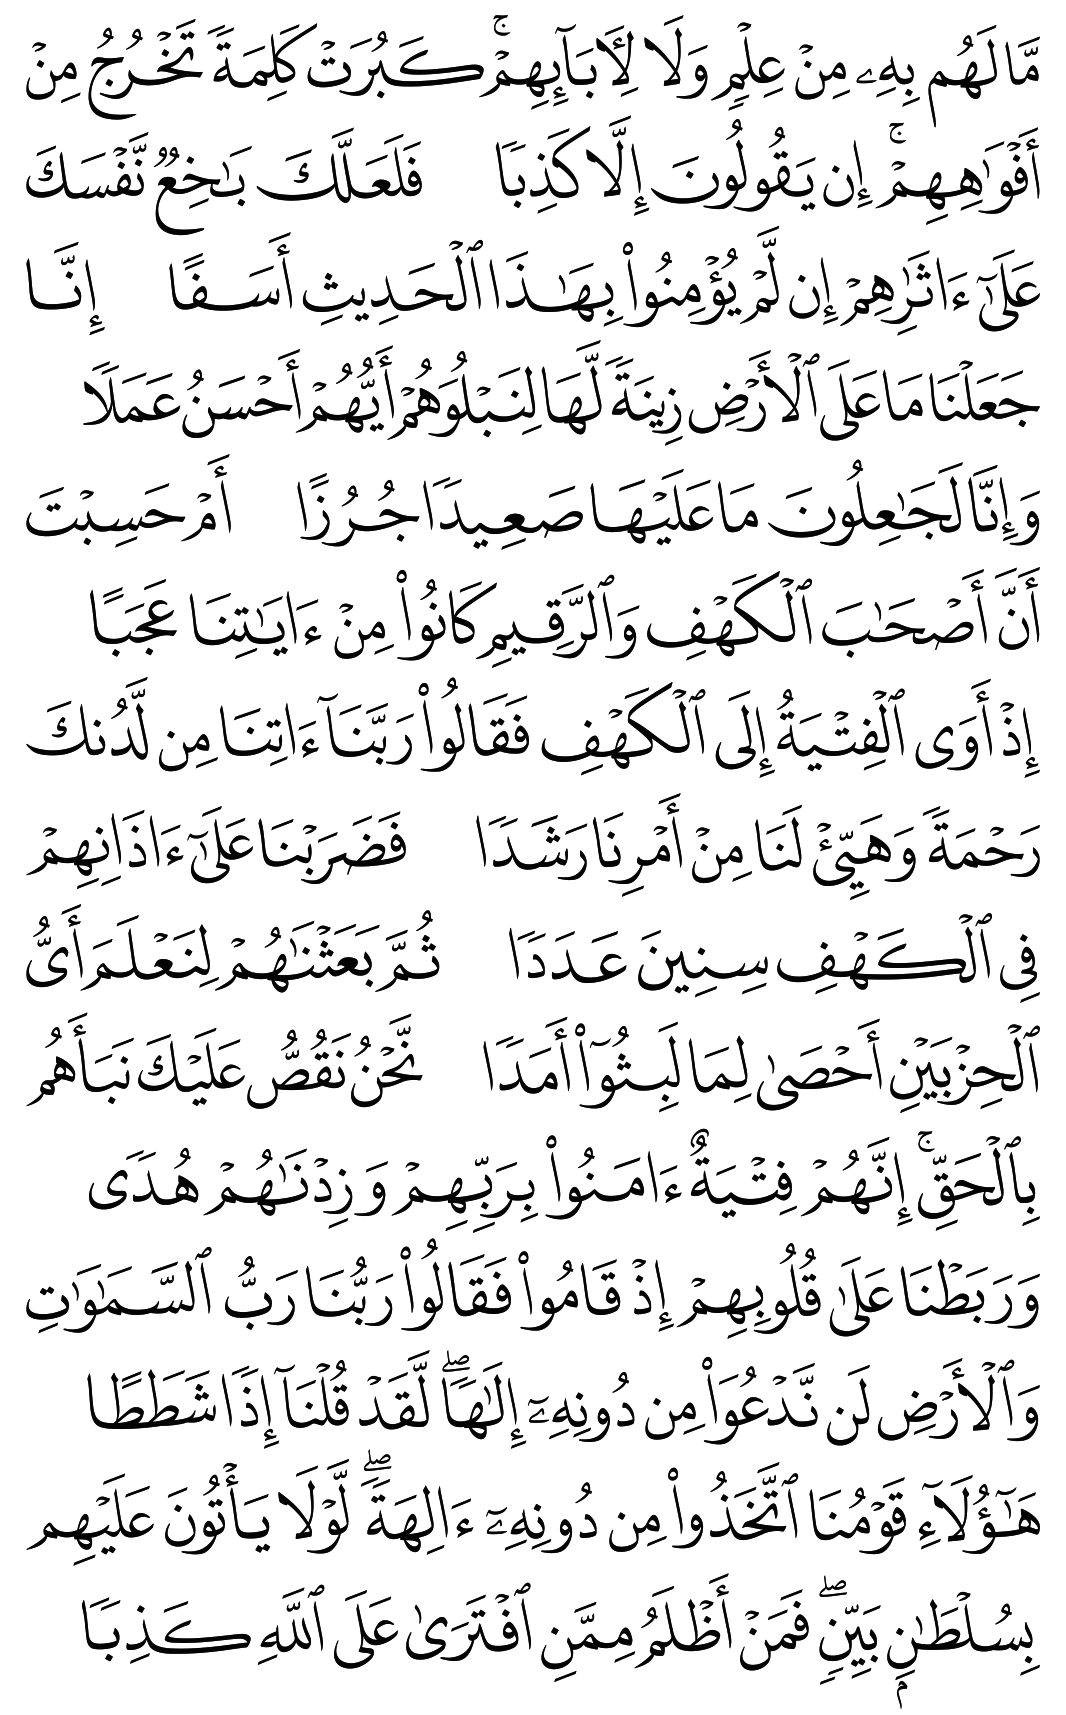 مَّا لَهُم بِهِۦ مِنْ عِلْمٍ وَلَا لِأٓبَآئِهِمْۚ كَبُرَتْ كَلِمَةً تَخْرُجُ مِنْ
أَفْوَٰهِهِمْۚ إِن يَقُولُونَ إِلَّا كَذِبًا فَلَعَلَّكَ بَٰخِعٌ نَّفْسَكَ
عَلَىٰٓ ءَاثَٰرِهِمْ إِن لَّمْ يُؤْمِنُوا۟ بِهَٰذَا ٱلْحَدِيثِ أَسَفًا إِنَّا
جَعَلْنَا مَا عَلَى ٱلْأَرْضِ زِينَةً لَّهَا لِنَبْلُوَهُمْ أَيُّهُمْ أَحْسَنُ عَمَلًا
وَإِنَّا لَجَٰعِلُونَ مَا عَلَيْهَا صَعِيدًا جُرُزًا أَمْ حَسِبْتَ
أَنَّ أَصْحَٰبَ ٱلْكَهْفِ وَٱلرَّقِيمِ كَانُوا۟ مِنْ ءَايَٰتِنَا عَجَبًا
إِذْ أَوَى ٱلْفِتْيَةُ إِلَى ٱلْكَهْفِ فَقَالُوا۟ رَبَّنَآ ءَاتِنَا مِن لَّدُنكَ
رَحْمَةً وَهَيِّئْ لَنَا مِنْ أَمْرِنَا رَشَدًا فَضَرَبْنَا عَلَىٰٓ ءَاذَانِهِمْ
فِى ٱلْكَهْفِ سِنِينَ عَدَدًا ثُمَّ بَعَثْنَٰهُمْ لِنَعْلَمَ أَىُّ
ٱلْحِزْبَيْنِ أَحْصَىٰ لِمَا لَبِثُوٓا۟ أَمَدًا نَّحْنُ نَقُصُّ عَلَيْكَ نَبَأَهُم
بِٱلْحَقِّۚ إِنَّهُمْ فِتْيَةٌ ءَامَنُوا۟ بِرَبِّهِمْ وَزِدْنَٰهُمْ هُدًى
وَرَبَطْنَا عَلَىٰ قُلُوبِهِمْ إِذْ قَامُوا۟ فَقَالُوا۟ رَبُّنَا رَبُّ ٱلسَّمَٰوَٰتِ
وَٱلْأَرْضِ لَن نَّدْعُوَا۟ مِن دُونِهِۦٓ إِلَٰهًاۖ لَّقَدْ قُلْنَآ إِذًا شَطَطًا
هَٰٓؤُلَآءِ قَوْمُنَا ٱتَّخَذُوا۟ مِن دُونِهِۦٓ ءَالِهَةًۖ لَّوْلَا يَأْتُونَ عَلَيْهِم
بِسُلْطَٰنٍۭ بَيِّنٍۖ فَمَنْ أَظْلَمُ مِمَّنِ ٱفْتَرَىٰ عَلَى ٱللَّهِ كَذِبًا